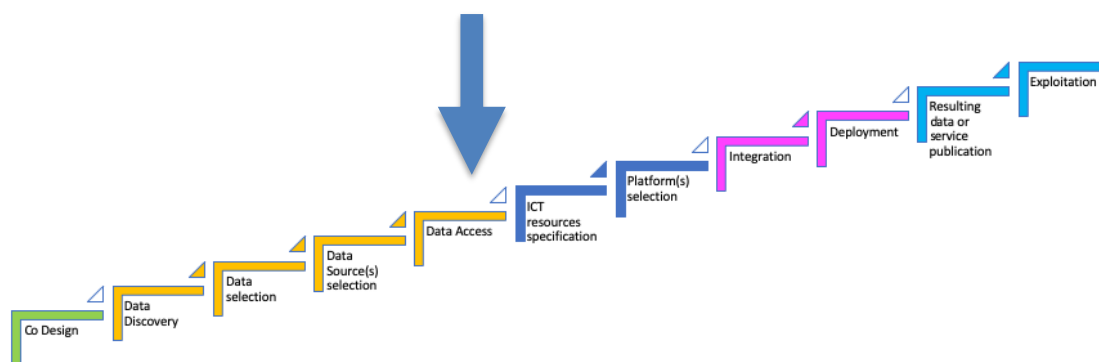 Co Design
Data
Discovery
Data
selection
Data
Source(s)
selection
Data Access
ICT
resources
specification
Platform(s)
selection
Integration
Deployment
Resulting
data or
service
publication
Exploitation